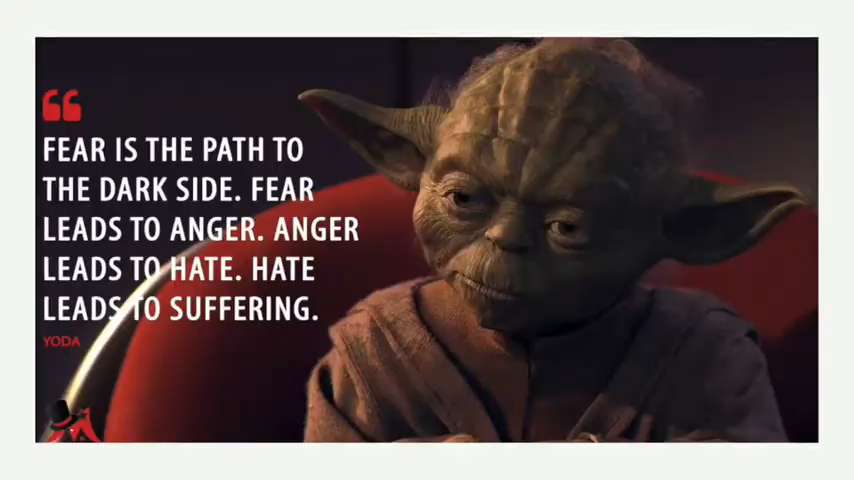 FEAR IS THE PATH TO
THE DARK SIDE. FEAR
LEADS TO ANGER. ANGER
LEADS TO HATE. HATE
LEADS TO SUFFERING.
YODA